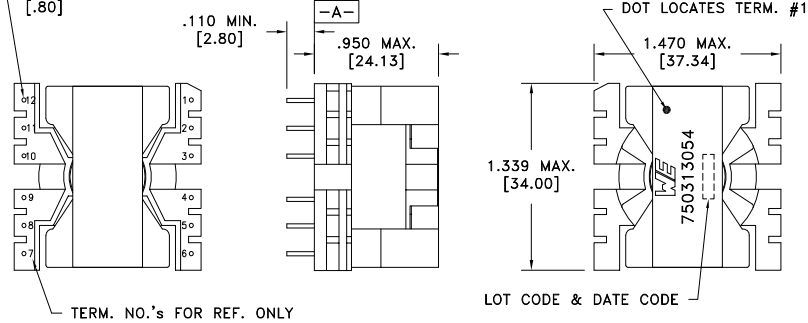 [.80]
.110 MIN.
[2.80]
-A-
.950 MAX.
[24.13]
DOT LOCATES TERM. #1
1.470 MAX.
[37.34]
12
11
10
9
8
7
1
2
3
4
5
6
1.339 MAX.
[34.00]
WE
750313054
LOT CODE & DATE CODE
TERM. NO.'s FOR REF. ONLY